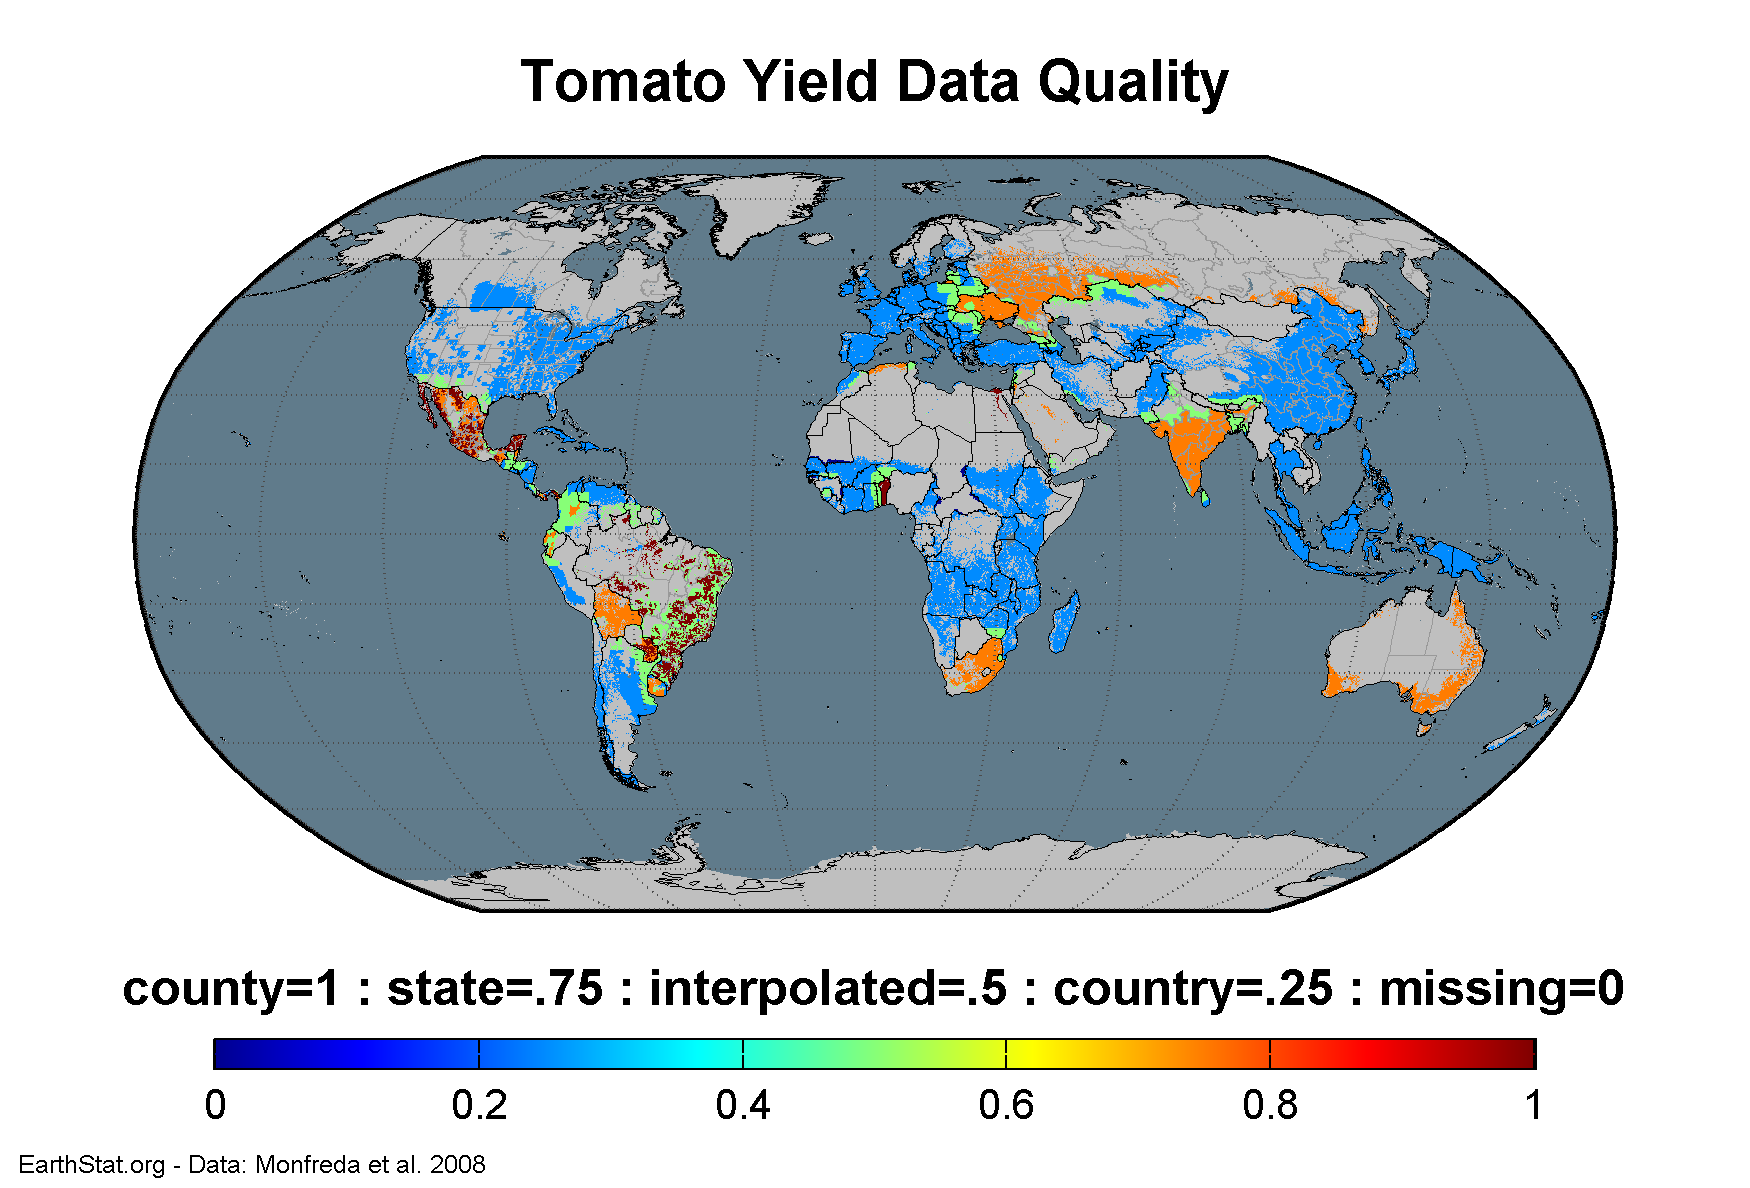 Tomato Yield Data Quality
county=1 : state=.75 : interpolated=.5 : country=.25 : missing=0
0 0.2 0.4 0.6 0.8 1
EarthStat.org - Data: Monfreda et al. 2008